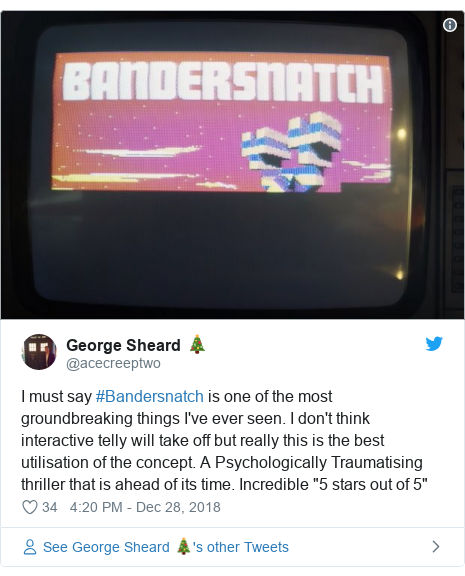 BANDERSNATCH
George Sheard 🎄
@acecreeptwo
I must say #Bandersnatch is one of the most
groundbreaking things I've ever seen. I don't think
interactive telly will take off but really this is the best
utilisation of the concept. A Psychologically Traumatising
thriller that is ahead of its time. Incredible "5 stars out of 5"
34 4:20 PM - Dec 28, 2018
See George Sheard 🎄's other Tweets